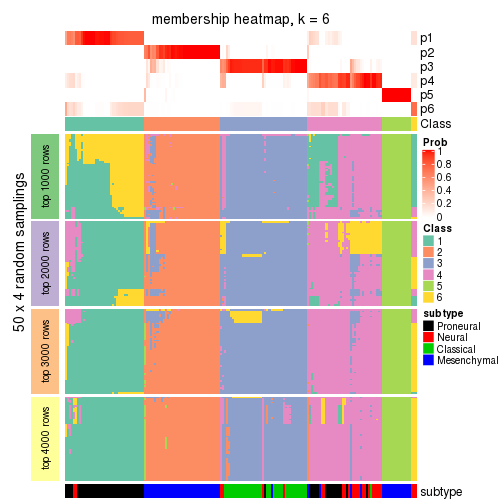 membership heatmap, k = 6
p1
p2
p3
p4
p5
p6
Class
50 x 4 random samplings
top 1000 rows
top 2000 rows
top 3000 rows
top 4000 rows
subtype
Prob
1
0.8
0.6
0.4
0.2
0
Class
1
2
3
4
5
6
subtype
Proneural
Neural
Classical
Mesenchymal